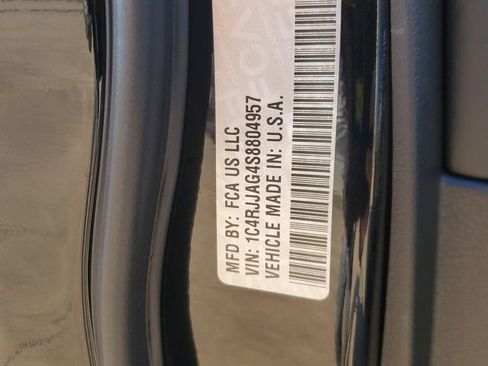 MFD BY: FCA US LLC
VIN: 1C4RJJAG4S8804957
VEHICLE MADE IN: U.S.A.